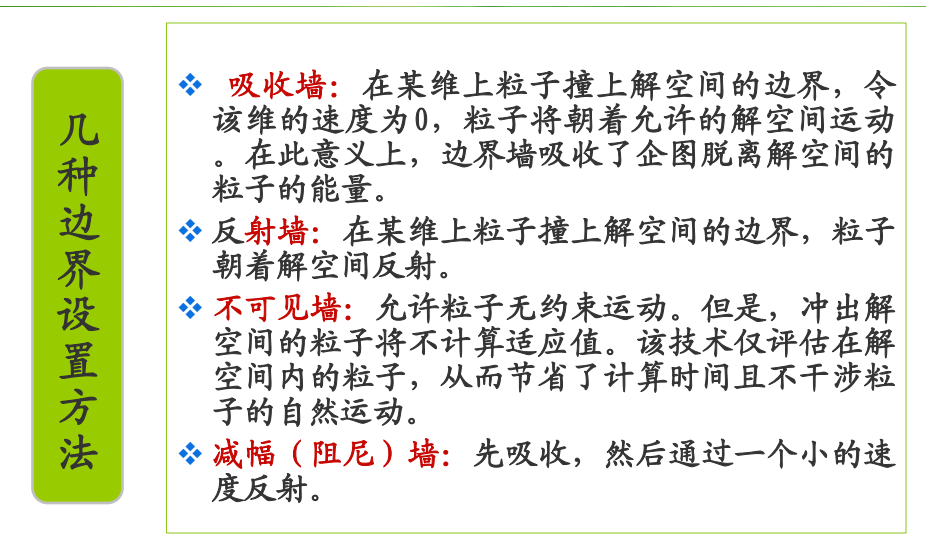 几种边界设置方法
吸收墙：在某维上粒子撞上解空间的边界，令
该维的速度为0，粒子将朝着允许的解空间运动
。在此意义上，边界墙吸收了企图脱离解空间的
粒子的能量。
反射墙：在某维上粒子撞上解空间的边界，粒子
朝着解空间反射。
不可见墙：允许粒子无约束运动。但是，冲出解
空间的粒子将不计算适应值。该技术仅评估在解
空间内的粒子，从而节省了计算时间且不干涉粒
子的自然运动。
减幅（阻尼）墙：先吸收，然后通过一个小的速
度反射。